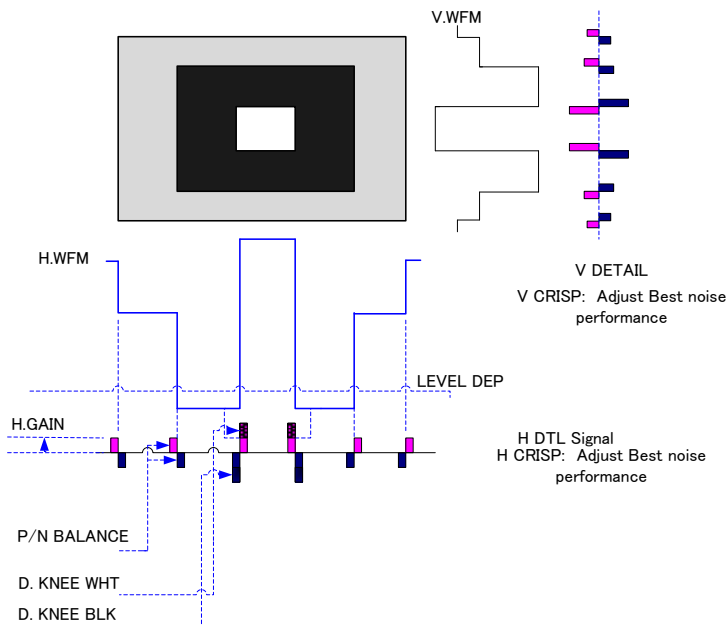 V.WFM
H.WFM
V DETAIL
V CRISP: Adjust Best noise
performance
LEVEL DEP
H.GAIN
H DTL Signal
H CRISP: Adjust Best noise
performance
P/N BALANCE
D. KNEE WHT
D. KNEE BLK